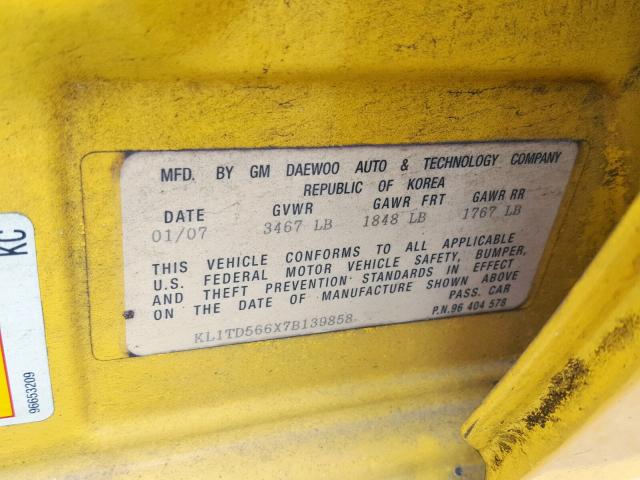 MFD. BY GM DAEWOO AUTO & TECHNOLOGY COMPANY
REPUBLIC OF KOREA
DATE GVWR GAWR FRT GAWR RR
01/07 3467 LB 1848 LB 1767 LB
THIS VEHICLE CONFORMS TO ALL APPLICABLE
U.S. FEDERAL MOTOR VEHICLE SAFETY, BUMPER,
AND THEFT PREVENTION STANDARDS IN EFFECT
ON THE DATE OF MANUFACTURE SHOWN ABOVE
PASS. CAR
KL1TD566X7B139858
P.N.96 404 578
KC
96653209